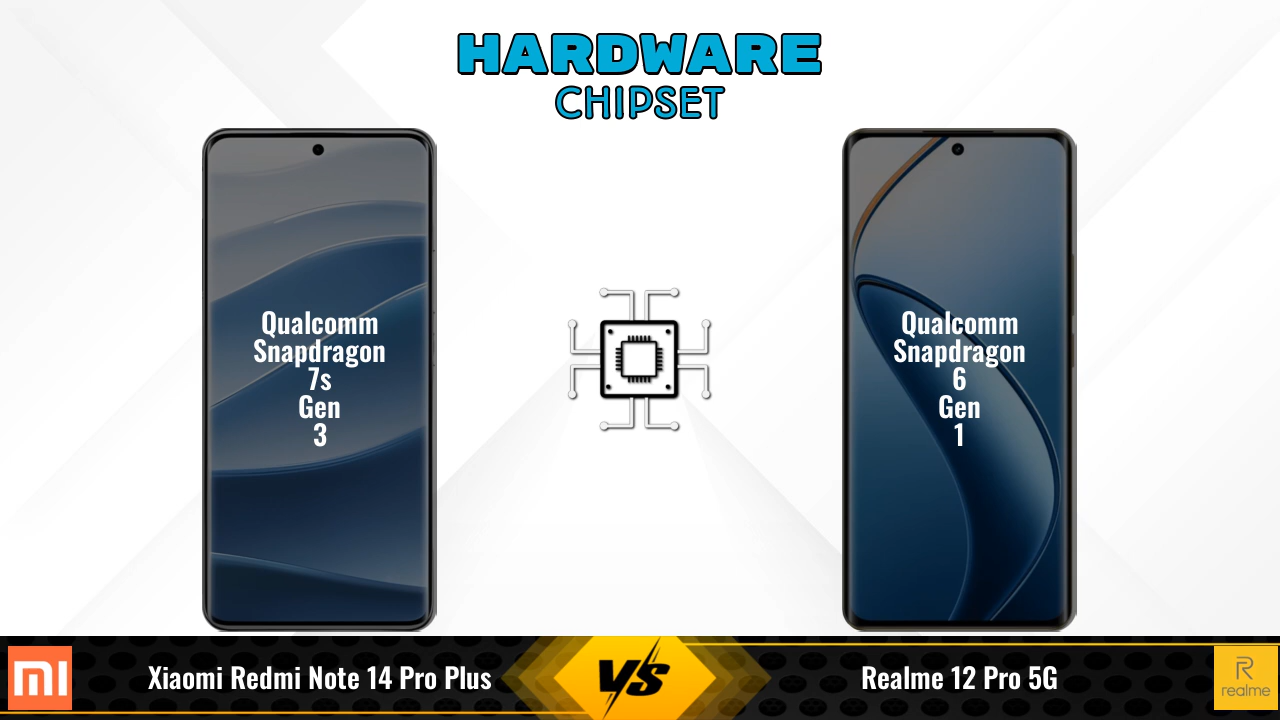 HARDWARE
CHIPSET
Qualcomm
Snapdragon
7s
Gen
3
Qualcomm
Snapdragon
6
Gen
1
mi
Xiaomi Redmi Note 14 Pro Plus
VS
Realme 12 Pro 5G
R
realme